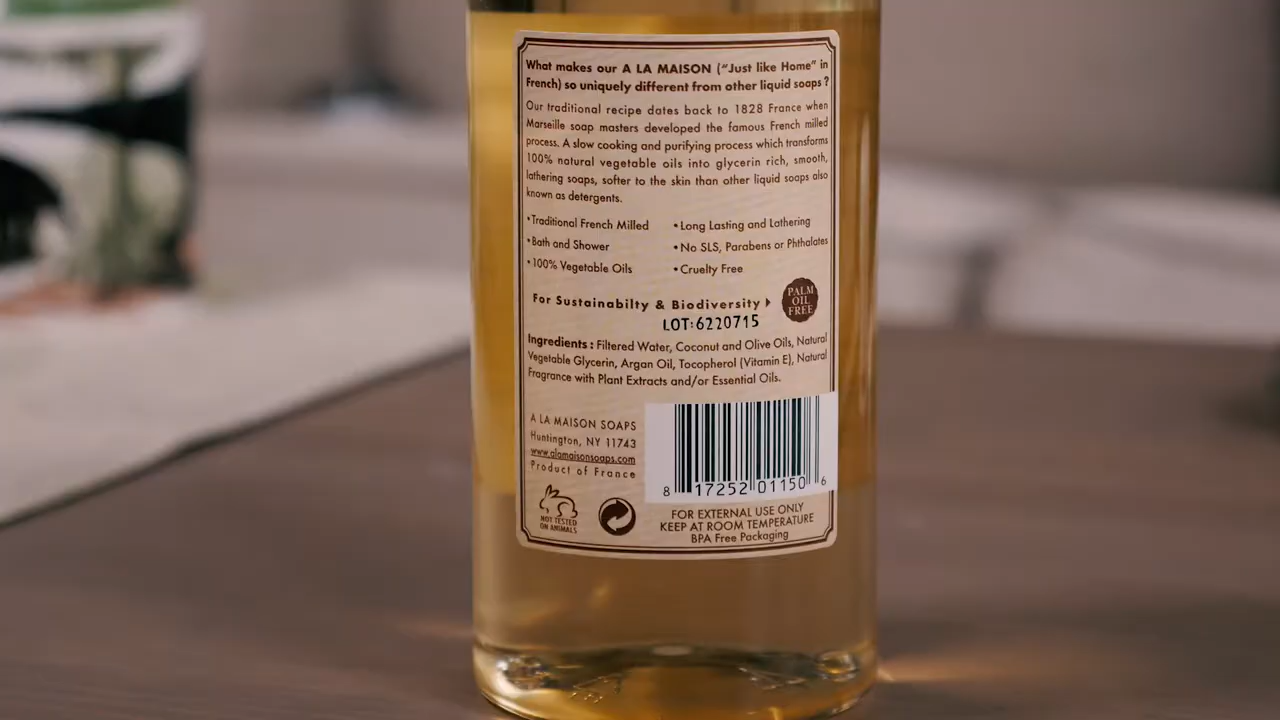 What makes our A LA MAISON ("Just like Home" in
French) so uniquely different from other liquid soaps ?
Our traditional recipe dates back to 1828 France when
Marseille soap masters developed the famous French milled
process. A slow cooking and purifying process which transforms
100% natural vegetable oils into glycerin rich, smooth,
lathering soaps, softer to the skin than other liquid soaps also
known as detergents.
•Traditional French Milled
•Bath and Shower
•100% Vegetable Oils
•Long Lasting and Lathering
•No SLS, Parabens or Phthalates
•Cruelty Free
For Sustainabilty & Biodiversity
PALM
OIL
FREE
LOT:6220715
Ingredients : Filtered Water, Coconut and Olive Oils, Natural
Vegetable Glycerin, Argan Oil, Tocopherol (Vitamin E), Natural
Fragrance with Plant Extracts and/or Essential Oils.
A LA MAISON SOAPS
Huntington, NY 11743
www.alamaisonsoaps.com
Product of France
8 17252 01150 6
NOT TESTED
ON ANIMALS
FOR EXTERNAL USE ONLY
KEEP AT ROOM TEMPERATURE
BPA Free Packaging